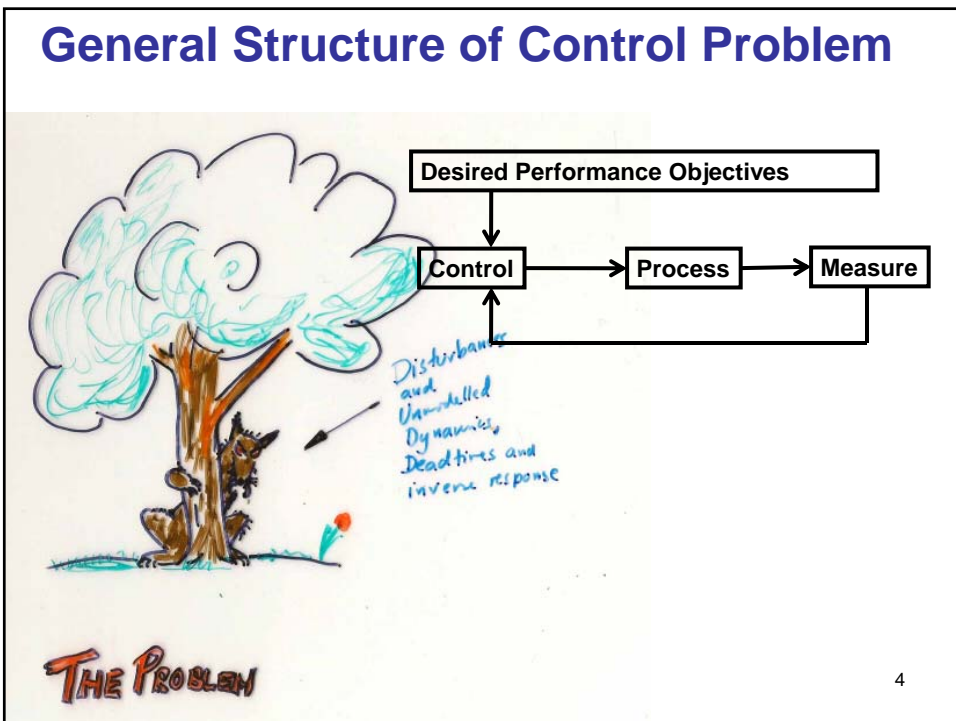 General Structure of Control Problem
Desired Performance Objectives
Control
Process
Measure
Disturbances
and
Unmodelled
Dynamics,
Deadtimes and
inverse response
THE PROBLEM
4